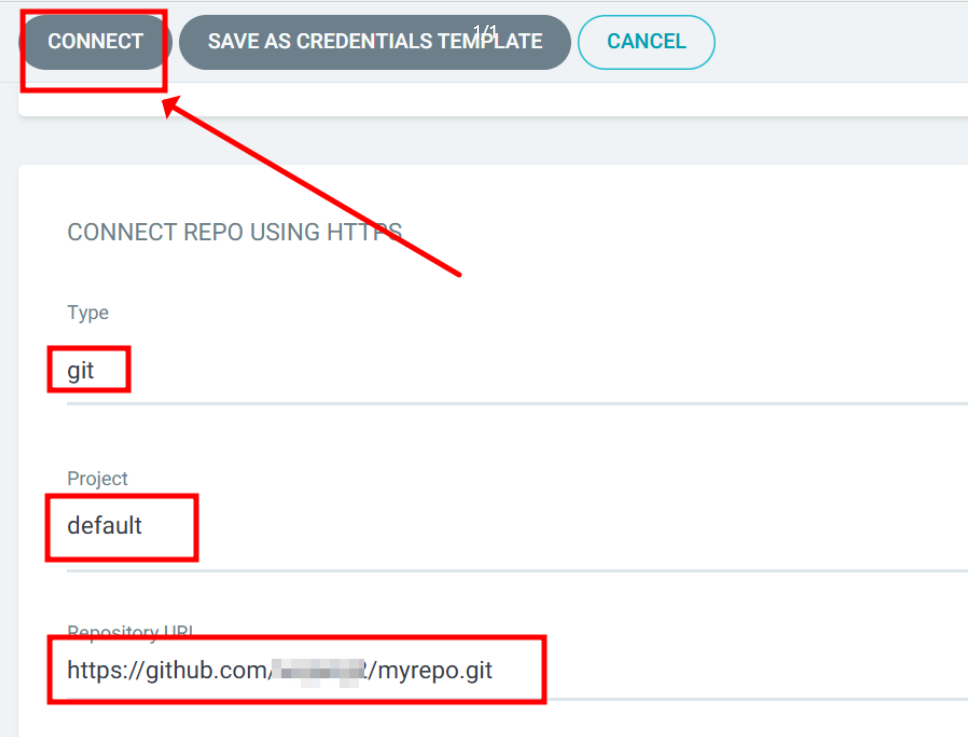 CONNECT SAVE AS CREDENTIALS TEMPLATE CANCEL
1/1
CONNECT REPO USING HTTPS
Type
git
Project
default
Repository URL
https://github.com/ /myrepo.git